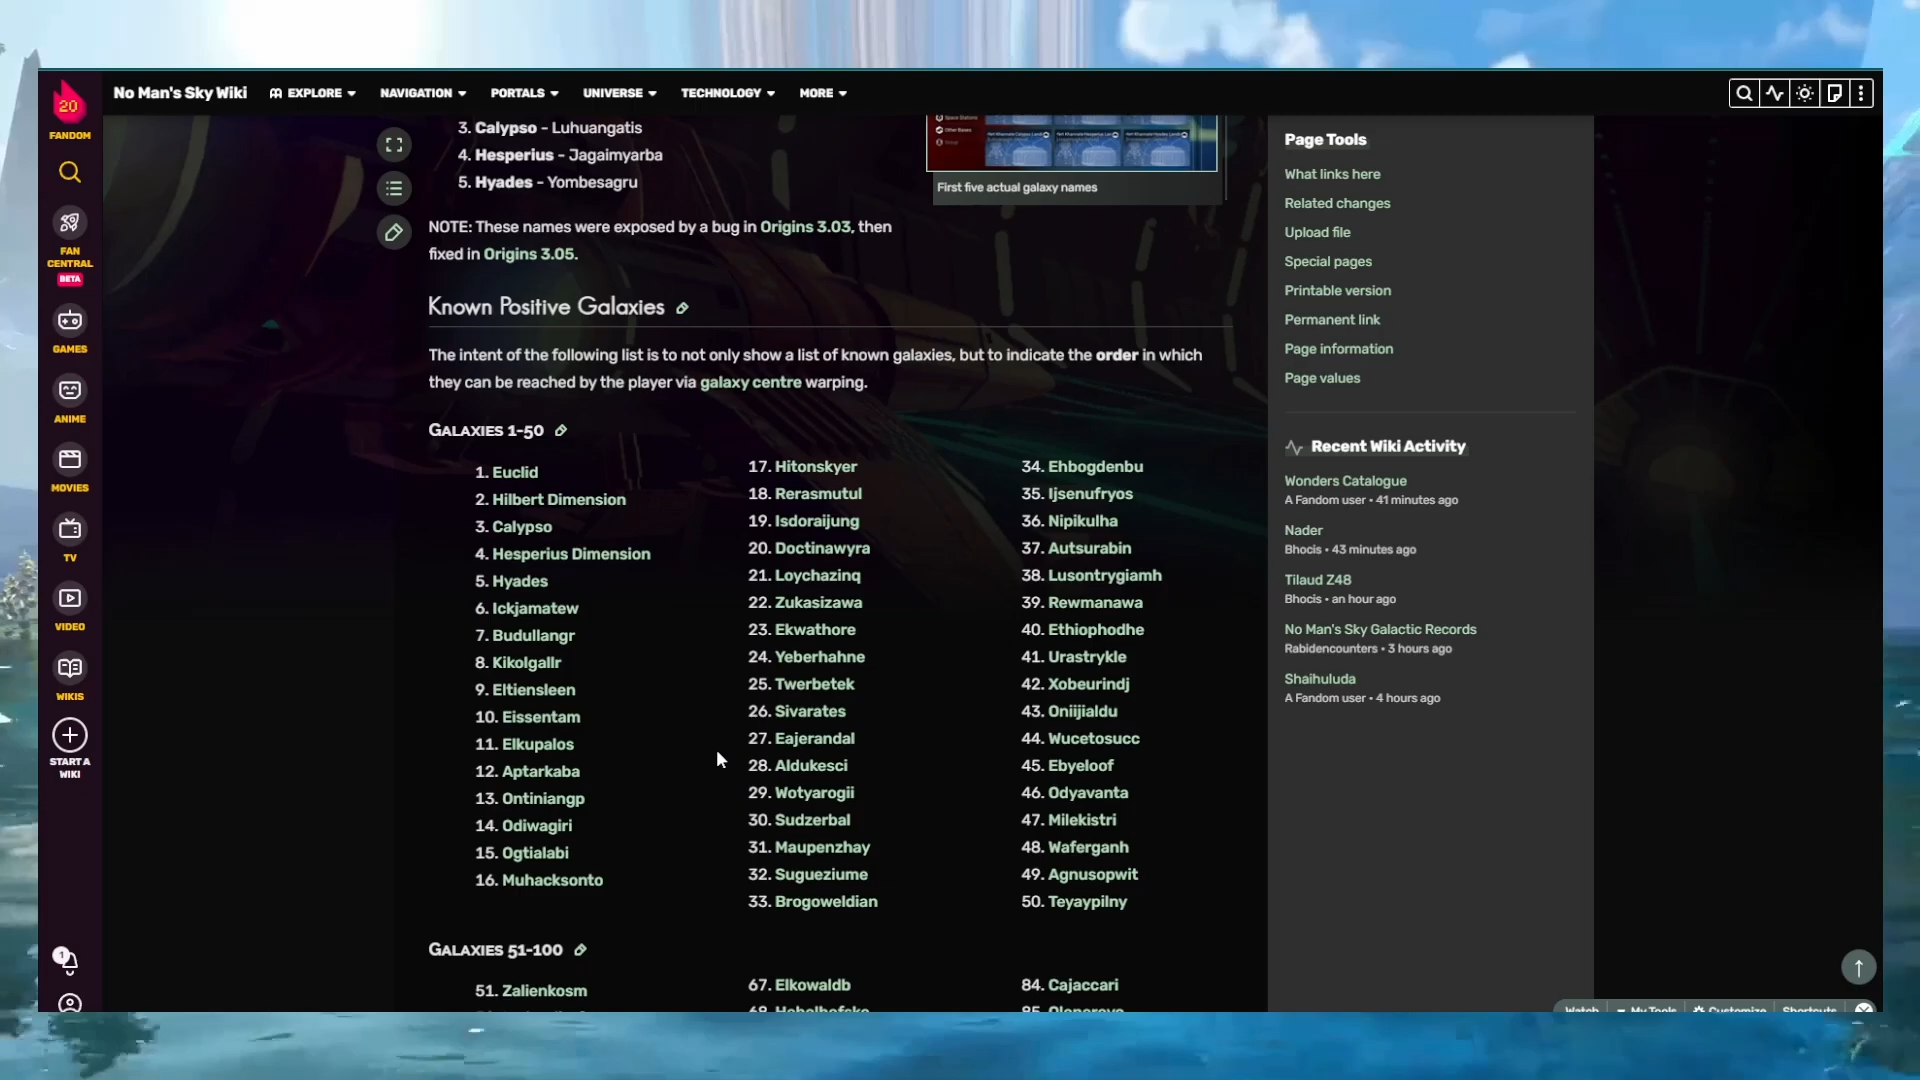 20
FANDOM
FAN
CENTRAL
BETA
GAMES
ANIME
MOVIES
TV
VIDEO
WIKIS
START A
WIKI
1
No Man's Sky Wiki
EXPLORE
NAVIGATION
PORTALS
UNIVERSE
TECHNOLOGY
MORE
3. Calypso – Luhuangatis
4. Hesperius – Jagaimyarba
5. Hyades – Yombesagru
First five actual galaxy names
NOTE: These names were exposed by a bug in Origins 3.03, then
fixed in Origins 3.05.
Known Positive Galaxies
The intent of the following list is to not only show a list of known galaxies, but to indicate the order in which
they can be reached by the player via galaxy centre warping.
GALAXIES 1-50
1. Euclid
2. Hilbert Dimension
3. Calypso
4. Hesperius Dimension
5. Hyades
6. Ickjamatew
7. Budullangr
8. Kikolgallr
9. Eltiensleen
10. Eissentam
11. Elkupalos
12. Aptarkaba
13. Ontiniangp
14. Odiwagiri
15. Ogtialabi
16. Muhacksonto
17. Hitonskyer
18. Rerasmutul
19. Isdoraijung
20. Doctinawyra
21. Loychazinq
22. Zukasizawa
23. Ekwathore
24. Yeberhahne
25. Twerbetek
26. Sivarates
27. Eajerandal
28. Aldukesci
29. Wotyarogii
30. Sudzerbal
31. Maupenzhay
32. Sugueziume
33. Brogoweldian
34. Ehbogdenbu
35. Ijsenufryos
36. Nipikulha
37. Autsurabin
38. Lusontrygiamh
39. Rewmanawa
40. Ethiophodhe
41. Urastrykle
42. Xobeurindj
43. Oniijialdu
44. Wucetosucc
45. Ebyeloof
46. Odyavanta
47. Milekistri
48. Waferganh
49. Agnusopwit
50. Teyaypilny
GALAXIES 51-100
51. Zalienkosm
67. Elkowaldb
84. Cajaccari
Page Tools
What links here
Related changes
Upload file
Special pages
Printable version
Permanent link
Page information
Page values
Recent Wiki Activity
Wonders Catalogue
A Fandom user • 41 minutes ago
Nader
Bhocis • 43 minutes ago
Tilaud Z48
Bhocis • an hour ago
No Man's Sky Galactic Records
Rabidencounters • 3 hours ago
Shaihuluda
A Fandom user • 4 hours ago
Watch
My Tools
Customize
Shortcuts